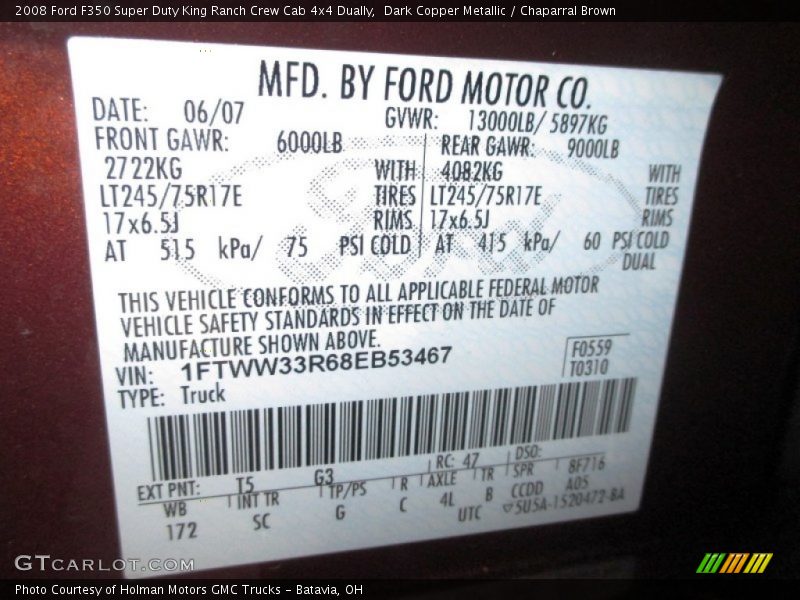 2008 Ford F350 Super Duty King Ranch Crew Cab 4x4 Dually,  Dark Copper Metallic / Chaparral Brown
MFD. BY FORD MOTOR CO.
DATE: 06/07 GVWR: 13000LB/ 5897KG
FRONT GAWR: 6000LB REAR GAWR: 9000LB
2722KG WITH 4082KG WITH
LT245/75R17E TIRES LT245/75R17E TIRES
17x6.5J RIMS 17x6.5J RIMS
AT 515 kPa/ 75 PSI COLD AT 415 kPa/ 60 PSI COLD
DUAL
THIS VEHICLE CONFORMS TO ALL APPLICABLE FEDERAL MOTOR
VEHICLE SAFETY STANDARDS IN EFFECT ON THE DATE OF
MANUFACTURE SHOWN ABOVE.
VIN: 1FTWW33R68EB53467 F0559
TYPE: Truck T0310
EXT PNT: T5 G3 RC: 47 DSO:
WB INT TR TP/PS R AXLE TR SPR 8F716
172 SC G C 4L B CCDD A05
UTC 5U5A-1520472-BA
GTCARLOT.COM
Photo Courtesy of Holman Motors GMC Trucks - Batavia, OH